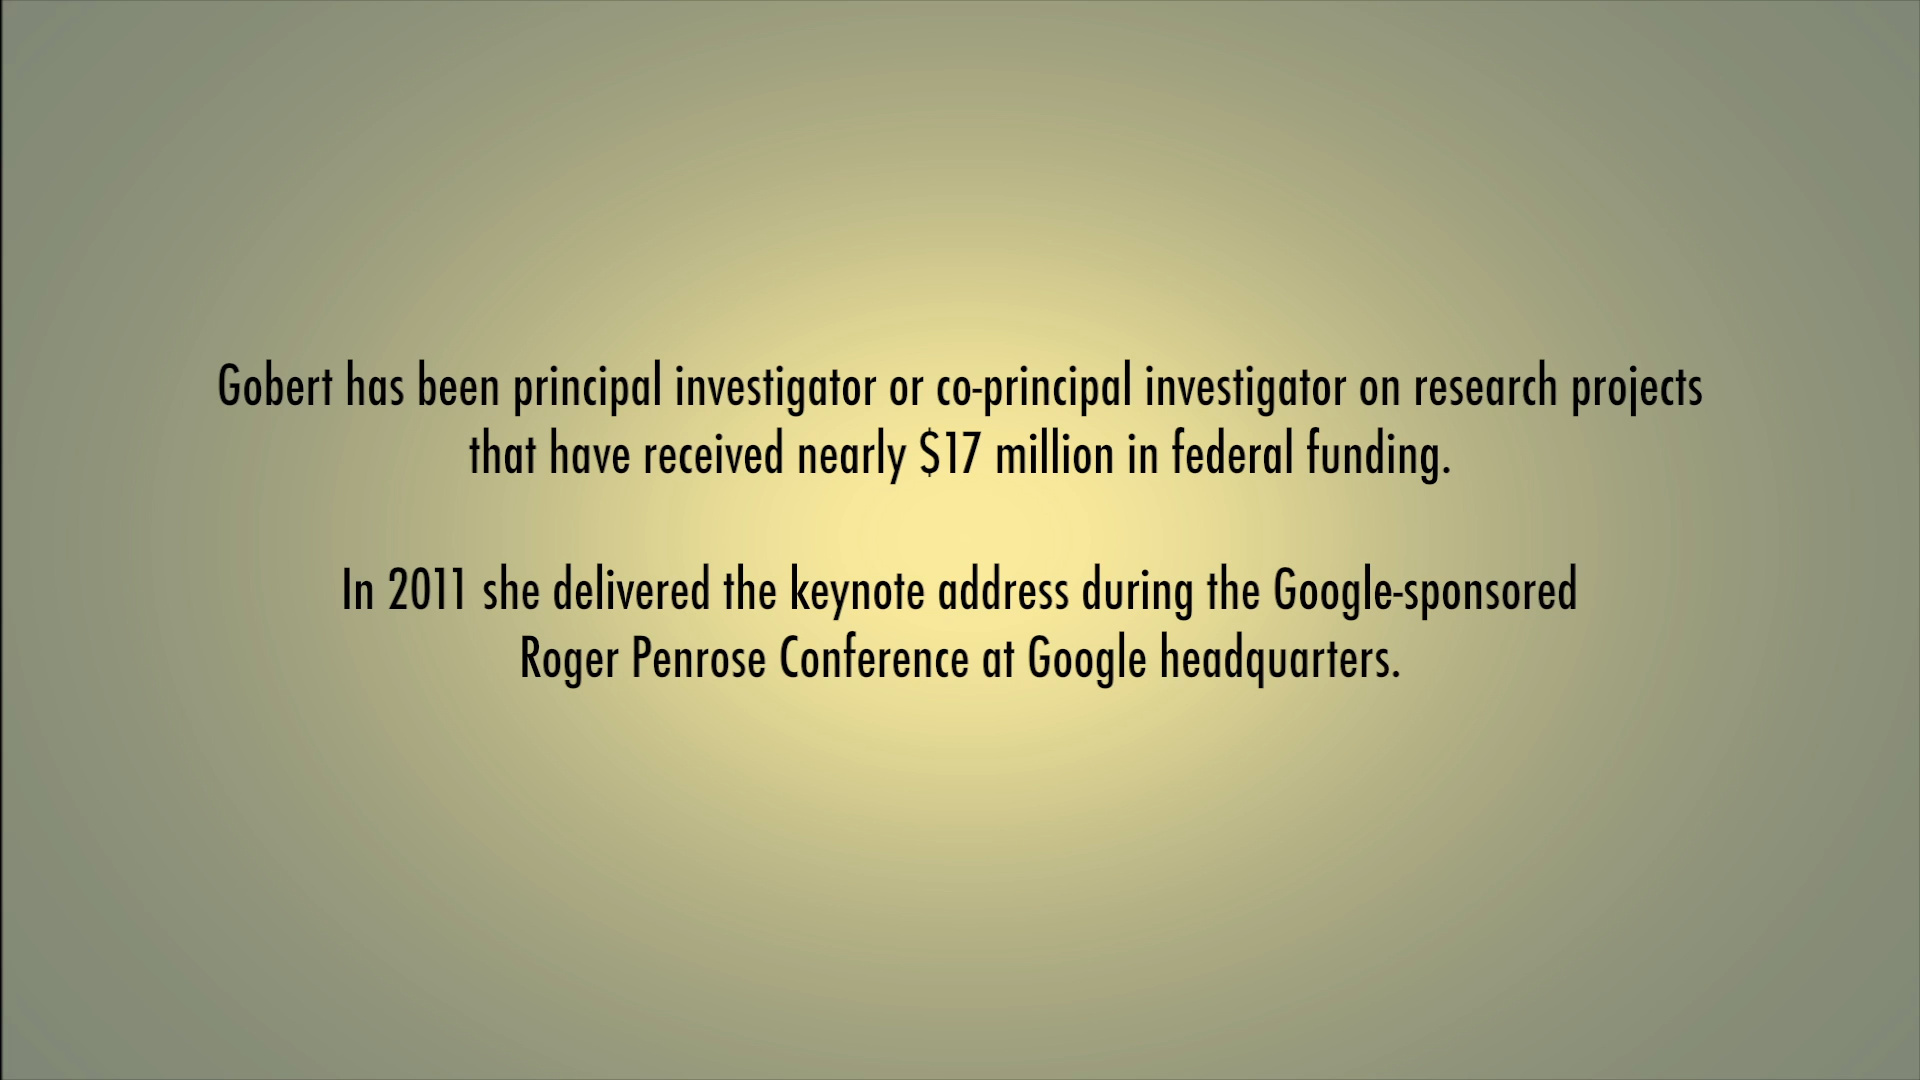 Gobert has been principal investigator or co-principal investigator on research projects
that have received nearly $17 million in federal funding.
In 2011 she delivered the keynote address during the Google-sponsored
Roger Penrose Conference at Google headquarters.